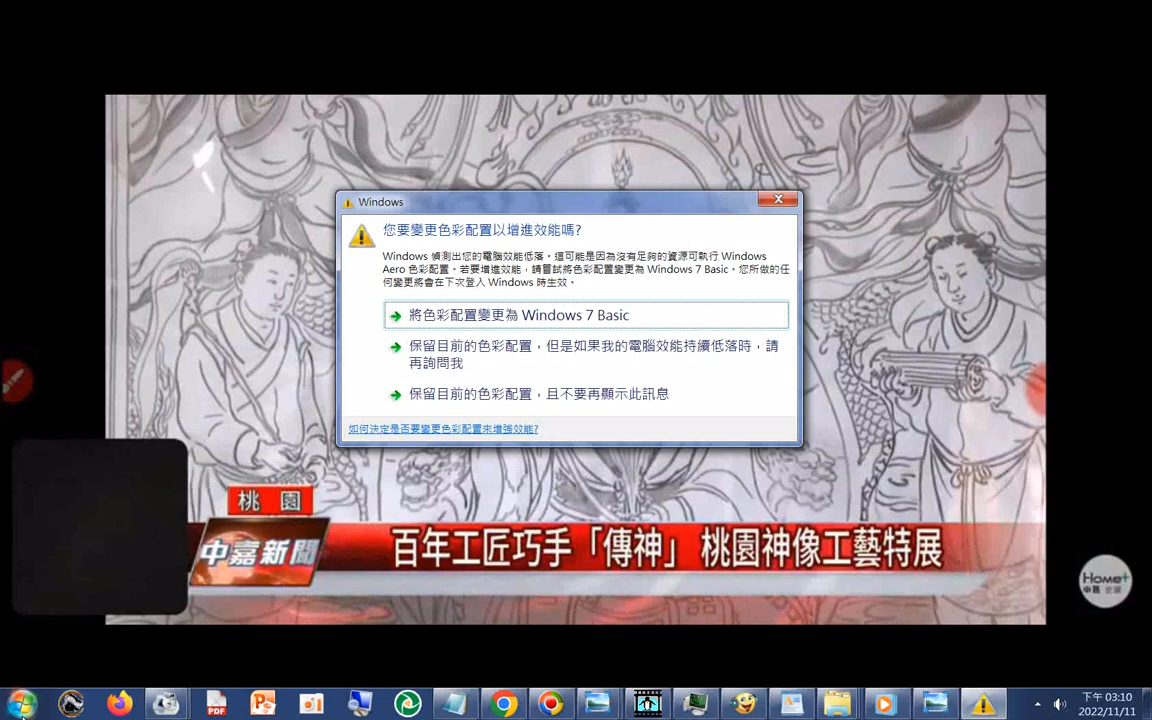 Windows
您要變更色彩配置以增進效能嗎?
Windows 偵測出您的電腦效能低落。這可能是因為沒有足夠的資源可執行 Windows
Aero 色彩配置。若要增進效能，請嘗試將色彩配置變更為 Windows 7 Basic。您所做的任
何變更將會在下次登入 Windows 時生效。
將色彩配置變更為 Windows 7 Basic
保留目前的色彩配置，但是如果我的電腦效能持續低落時，請
再詢問我
保留目前的色彩配置，且不要再顯示此訊息
如何決定是否要變更色彩配置來增強效能?
桃園
中嘉新聞
百年工匠巧手「傳神」 桃園神像工藝特展
Home+
中嘉
PDF
下午 03:10
2022/11/11